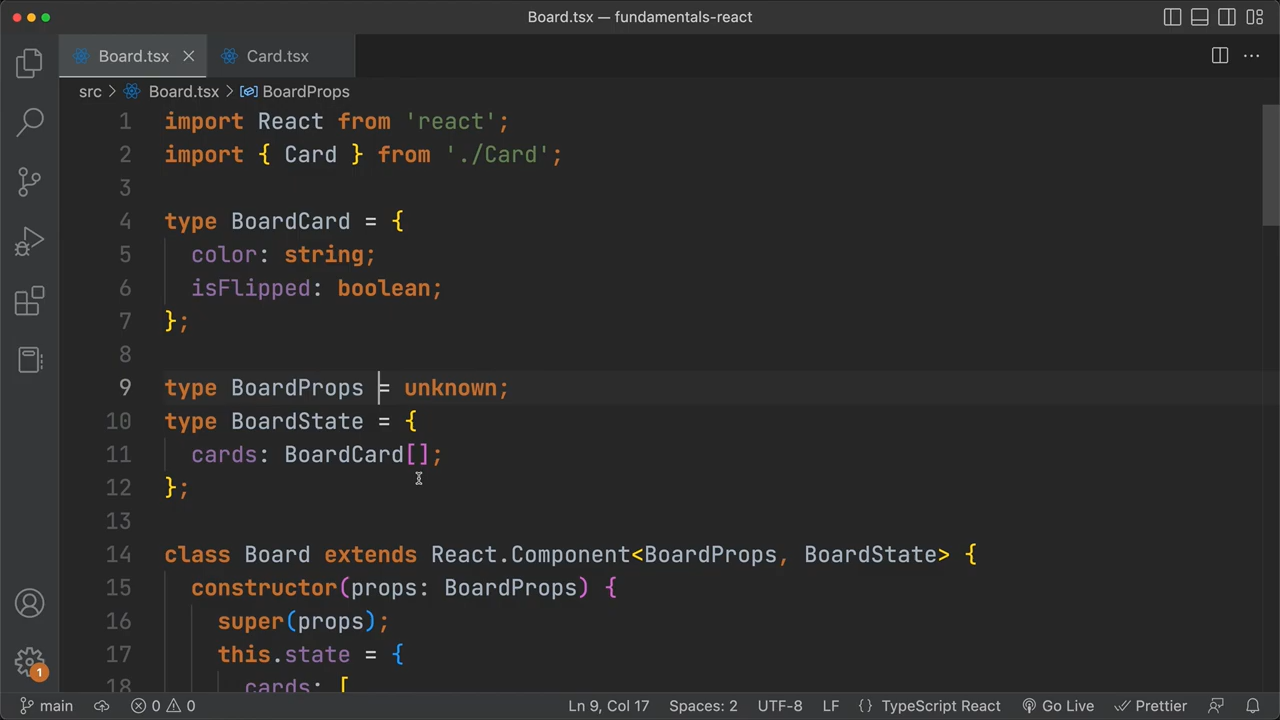 Board.tsx — fundamentals-react
Board.tsx Card.tsx
src > Board.tsx > BoardProps
1 import React from 'react';
2 import { Card } from './Card';
3
4 type BoardCard = {
5 color: string;
6 isFlipped: boolean;
7 };
8
9 type BoardProps = unknown;
10 type BoardState = {
11 cards: BoardCard[];
12 };
13
14 class Board extends React.Component<BoardProps, BoardState> {
15 constructor(props: BoardProps) {
16 super(props);
17 this.state = {
18 cards: [
1
main 0 0 Ln 9, Col 17 Spaces: 2 UTF-8 LF {} TypeScript React Go Live Prettier